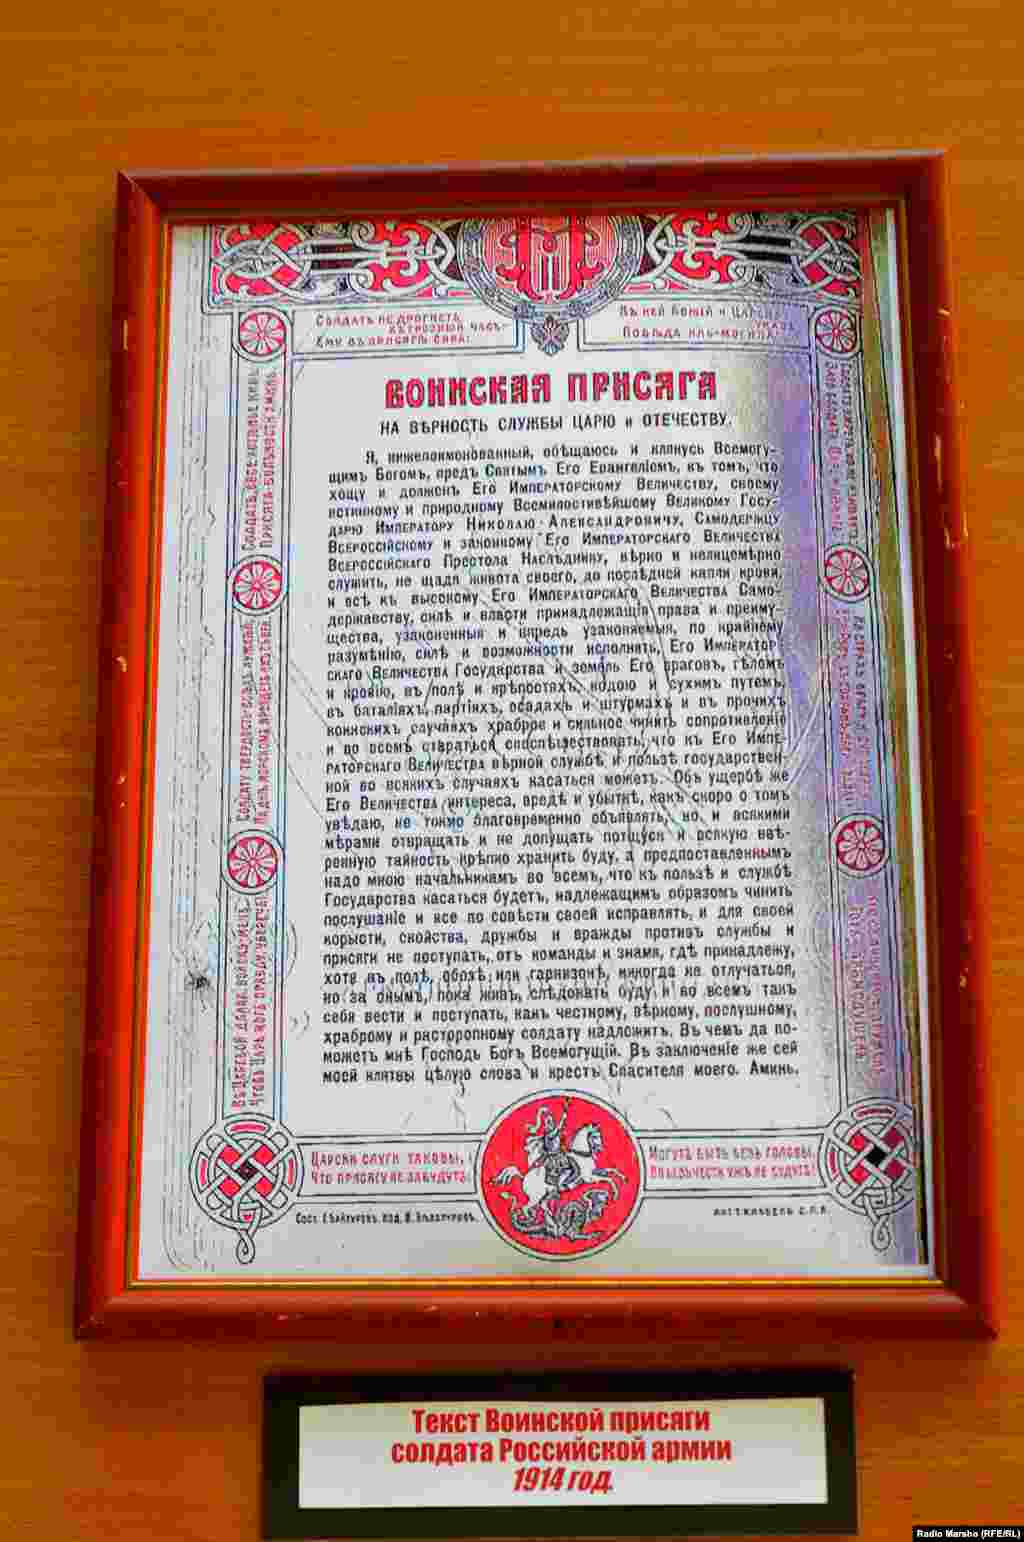 Солдатъ не дрогнетъ
въ грозный часъ-
Ему въ присягѣ сила:
Въ ней Божій и Царскій
указъ
Побѣда иль-могила!
ВОИНСКАЯ ПРИСЯГА
НА ВѢРНОСТЬ СЛУЖБЫ ЦАРЮ и ОТЕЧЕСТВУ.
Я, нижепоименованный, обѣщаюсь и клянусь Всемогу-
щимъ Богомъ, предъ Святымъ Его Евангеліемъ, въ томъ, что
хощу и долженъ Его Императорскому Величеству, своему
истинному и природному Всемилостивѣйшему Великому Госу-
дарю Императору Николаю Александровичу, Самодержцу
Всероссійскому и законному Его Императорскаго Величества
Всероссійскаго Престола Наслѣднику, вѣрно и нелицемѣрно
служить, не щадя живота своего, до послѣдней капли крови,
и всѣ къ высокому Его Императорскаго Величества Само-
державству, силѣ и власти принадлежащія права и преиму-
щества, узаконенныя и впредь узаконяемыя, по крайнему
разумѣнію, силѣ и возможности исполнять, Его Император-
скаго Величества Государства и земель Его враговъ, тѣломъ
и кровію, въ полѣ и крѣпостяхъ, водою и сухимъ путемъ,
въ баталіяхъ, партіяхъ, осадахъ и штурмахъ и въ прочихъ
воинскихъ случаяхъ храброе и сильное чинить сопротивленіе
и во всемъ стараться споспѣшествовать, что къ Его Импе-
раторскаго Величества вѣрной службѣ и пользѣ государствен-
ной во всякихъ случаяхъ касаться можетъ. Объ ущербѣ же
Его Величества интереса, вредѣ и убыткѣ, какъ скоро о томъ
увѣдаю, не токмо благовременно объявлять, но и всякими
мѣрами отвращать и не допущать потщуся и всякую ввѣ-
ренную тайность крѣпко хранить буду, а предпоставленнымъ
надо мною начальникамъ во всемъ, что къ пользѣ и службѣ
Государства касаться будетъ, надлежащимъ образомъ чинить
послушаніе и все по совѣсти своей исправлять, и для своей
корысти, свойства, дружбы и вражды противъ службы и
присяги не поступать, отъ команды и знамя, гдѣ принадлежу,
хотя въ полѣ, обозѣ или гарнизонѣ, никогда не отлучаться,
но за онымъ, пока живъ, слѣдовать буду и во всемъ такъ
себя вести и поступать, какъ честному, вѣрному, послушному,
храброму и расторопному солдату надлежитъ. Въ чемъ да по-
можетъ мнѣ Господь Богъ Всемогущій. Въ заключеніе же сей
моей клятвы цѣлую слова и крестъ Спасителя моего. Аминь.
Царски слуги таковы,
Что присягу не забудутъ:
Могутъ быть безъ головы,
А безъ чести ужъ не будутъ!
Текст Воинской присяги
солдата Российской армии
1914 год.
Radio Marsho (RFE/RL)